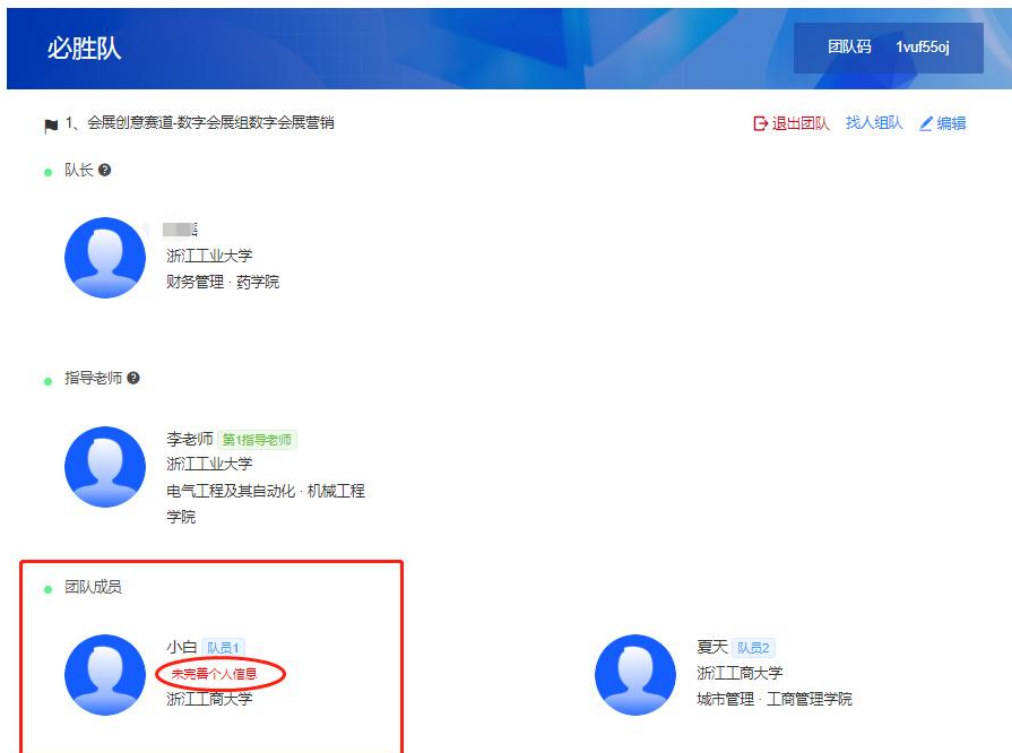 必胜队
团队码 1vuf55oj
1、会展创意赛道-数字会展组数字会展营销
退出团队 找人组队 编辑
队长
浙江工业大学
财务管理 · 药学院
指导老师
李老师 第1指导老师
浙江工业大学
电气工程及其自动化 · 机械工程
学院
团队成员
小白 队员1
未完善个人信息
浙江工商大学
夏天 队员2
浙江工商大学
城市管理 · 工商管理学院